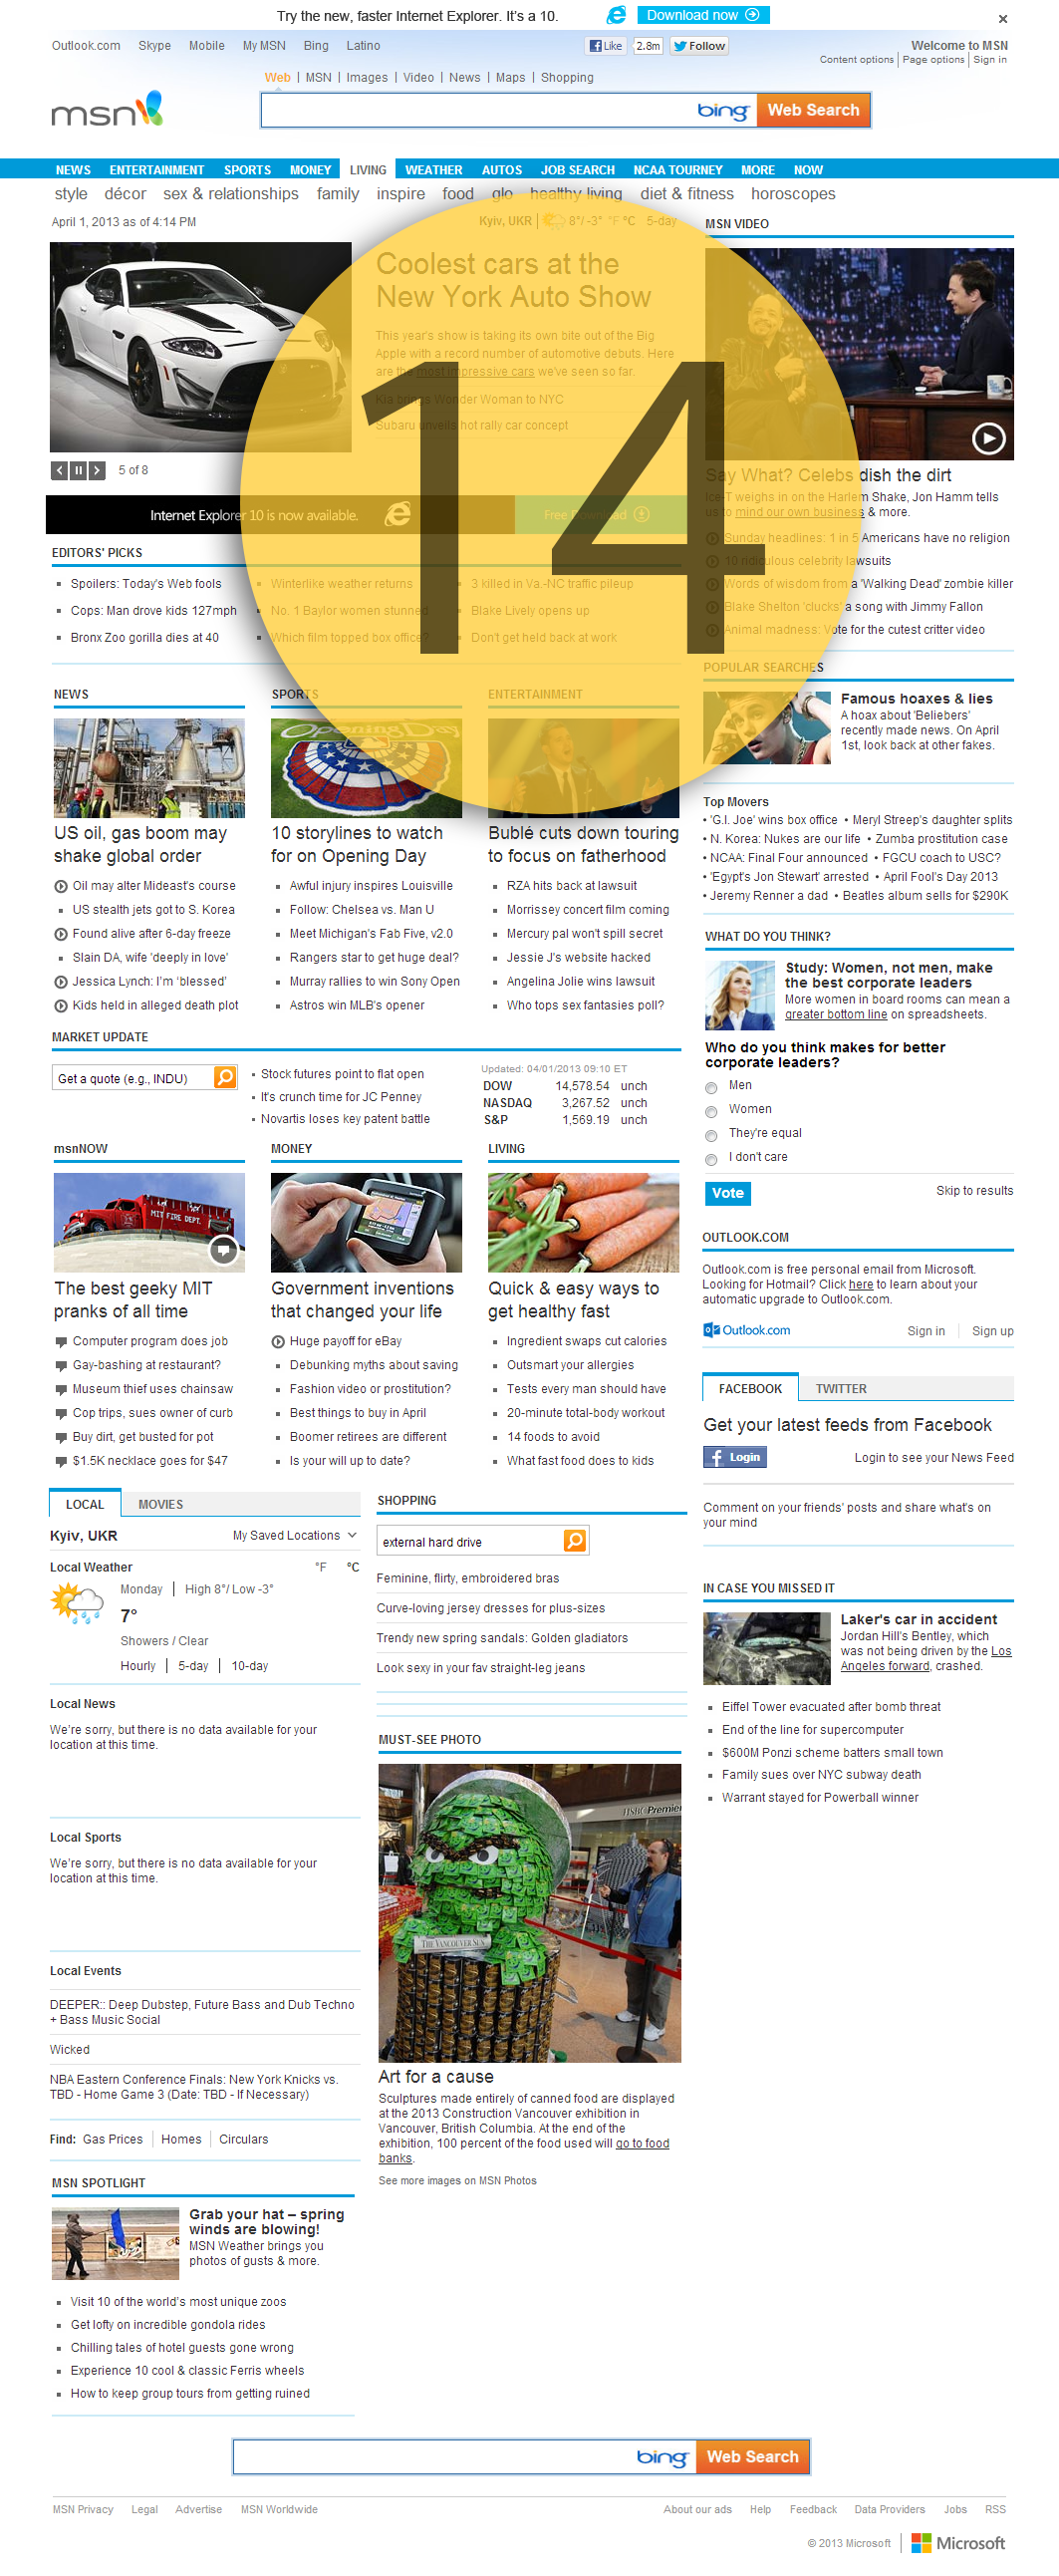 Try the new, faster Internet Explorer. It's a 10. Download now
Outlook.com Skype Mobile My MSN Bing Latino
Like 2.8m Follow
Welcome to MSN
Content options Page options Sign in
Web MSN Images Video News Maps Shopping
msn
bing Web Search
NEWS ENTERTAINMENT SPORTS MONEY LIVING WEATHER AUTOS JOB SEARCH NCAA TOURNEY MORE NOW
style décor sex & relationships family inspire food glo healthy living diet & fitness horoscopes
April 1, 2013 as of 4:14 PM
Kyiv, UKR 8°/ -3° °F °C 5-day
Coolest cars at the
New York Auto Show
This year's show is taking its own bite out of the Big
Apple with a record number of automotive debuts. Here
are the most impressive cars we've seen so far.
Kia brings Wonder Woman to NYC
Subaru unveils hot rally car concept
14
5 of 8
Internet Explorer 10 is now available.
Free Download
EDITORS' PICKS
Spoilers: Today's Web fools
Cops: Man drove kids 127mph
Bronx Zoo gorilla dies at 40
Winterlike weather returns
No. 1 Baylor women stunned
Which film topped box office?
3 killed in Va.-NC traffic pileup
Blake Lively opens up
Don't get held back at work
MSN VIDEO
Say What? Celebs dish the dirt
Ice-T weighs in on the Harlem Shake, Jon Hamm tells
us to mind our own business & more.
Sunday headlines: 1 in 5 Americans have no religion
10 ridiculous celebrity lawsuits
Words of wisdom from a 'Walking Dead' zombie killer
Blake Shelton 'clucks' a song with Jimmy Fallon
Animal madness: Vote for the cutest critter video
POPULAR SEARCHES
Famous hoaxes & lies
A hoax about 'Beliebers'
recently made news. On April
1st, look back at other fakes.
Top Movers
• 'G.I. Joe' wins box office • Meryl Streep's daughter splits
• N. Korea: Nukes are our life • Zumba prostitution case
• NCAA: Final Four announced • FGCU coach to USC?
• 'Egypt's Jon Stewart' arrested • April Fool's Day 2013
• Jeremy Renner a dad • Beatles album sells for $290K
NEWS
US oil, gas boom may
shake global order
Oil may alter Mideast's course
US stealth jets got to S. Korea
Found alive after 6-day freeze
Slain DA, wife 'deeply in love'
Jessica Lynch: I'm 'blessed'
Kids held in alleged death plot
SPORTS
Opening Day
10 storylines to watch
for on Opening Day
Awful injury inspires Louisville
Follow: Chelsea vs. Man U
Meet Michigan's Fab Five, v2.0
Rangers star to get huge deal?
Murray rallies to win Sony Open
Astros win MLB's opener
ENTERTAINMENT
Bublé cuts down touring
to focus on fatherhood
RZA hits back at lawsuit
Morrissey concert film coming
Mercury pal won't spill secret
Jessie J's website hacked
Angelina Jolie wins lawsuit
Who tops sex fantasies poll?
WHAT DO YOU THINK?
Study: Women, not men, make
the best corporate leaders
More women in board rooms can mean a
greater bottom line on spreadsheets.
Who do you think makes for better
corporate leaders?
Men
Women
They're equal
I don't care
Vote Skip to results
MARKET UPDATE
Get a quote (e.g., INDU)
Stock futures point to flat open
It's crunch time for JC Penney
Novartis loses key patent battle
Updated: 04/01/2013 09:10 ET
DOW 14,578.54 unch
NASDAQ 3,267.52 unch
S&P 1,569.19 unch
msnNOW
MIT FIRE DEPT.
The best geeky MIT
pranks of all time
Computer program does job
Gay-bashing at restaurant?
Museum thief uses chainsaw
Cop trips, sues owner of curb
Buy dirt, get busted for pot
$1.5K necklace goes for $47
MONEY
Government inventions
that changed your life
Huge payoff for eBay
Debunking myths about saving
Fashion video or prostitution?
Best things to buy in April
Boomer retirees are different
Is your will up to date?
LIVING
Quick & easy ways to
get healthy fast
Ingredient swaps cut calories
Outsmart your allergies
Tests every man should have
20-minute total-body workout
14 foods to avoid
What fast food does to kids
OUTLOOK.COM
Outlook.com is free personal email from Microsoft.
Looking for Hotmail? Click here to learn about your
automatic upgrade to Outlook.com.
Outlook.com Sign in Sign up
FACEBOOK TWITTER
Get your latest feeds from Facebook
Login Login to see your News Feed
Comment on your friends' posts and share what's on
your mind
LOCAL MOVIES
Kyiv, UKR My Saved Locations
Local Weather °F °C
Monday High 8°/ Low -3°
7°
Showers / Clear
Hourly 5-day 10-day
Local News
We're sorry, but there is no data available for your
location at this time.
Local Sports
We're sorry, but there is no data available for your
location at this time.
Local Events
DEEPER:: Deep Dubstep, Future Bass and Dub Techno
+ Bass Music Social
Wicked
NBA Eastern Conference Finals: New York Knicks vs.
TBD - Home Game 3 (Date: TBD - If Necessary)
Find: Gas Prices Homes Circulars
SHOPPING
external hard drive
Feminine, flirty, embroidered bras
Curve-loving jersey dresses for plus-sizes
Trendy new spring sandals: Golden gladiators
Look sexy in your fav straight-leg jeans
MUST-SEE PHOTO
HSBC Premier
THE VANCOUVER SUN
Art for a cause
Sculptures made entirely of canned food are displayed
at the 2013 Construction Vancouver exhibition in
Vancouver, British Columbia. At the end of the
exhibition, 100 percent of the food used will go to food
banks.
See more images on MSN Photos
IN CASE YOU MISSED IT
Laker's car in accident
Jordan Hill's Bentley, which
was not being driven by the Los
Angeles forward, crashed.
Eiffel Tower evacuated after bomb threat
End of the line for supercomputer
$600M Ponzi scheme batters small town
Family sues over NYC subway death
Warrant stayed for Powerball winner
MSN SPOTLIGHT
Grab your hat – spring
winds are blowing!
MSN Weather brings you
photos of gusts & more.
Visit 10 of the world's most unique zoos
Get lofty on incredible gondola rides
Chilling tales of hotel guests gone wrong
Experience 10 cool & classic Ferris wheels
How to keep group tours from getting ruined
bing Web Search
MSN Privacy Legal Advertise MSN Worldwide
About our ads Help Feedback Data Providers Jobs RSS
© 2013 Microsoft Microsoft